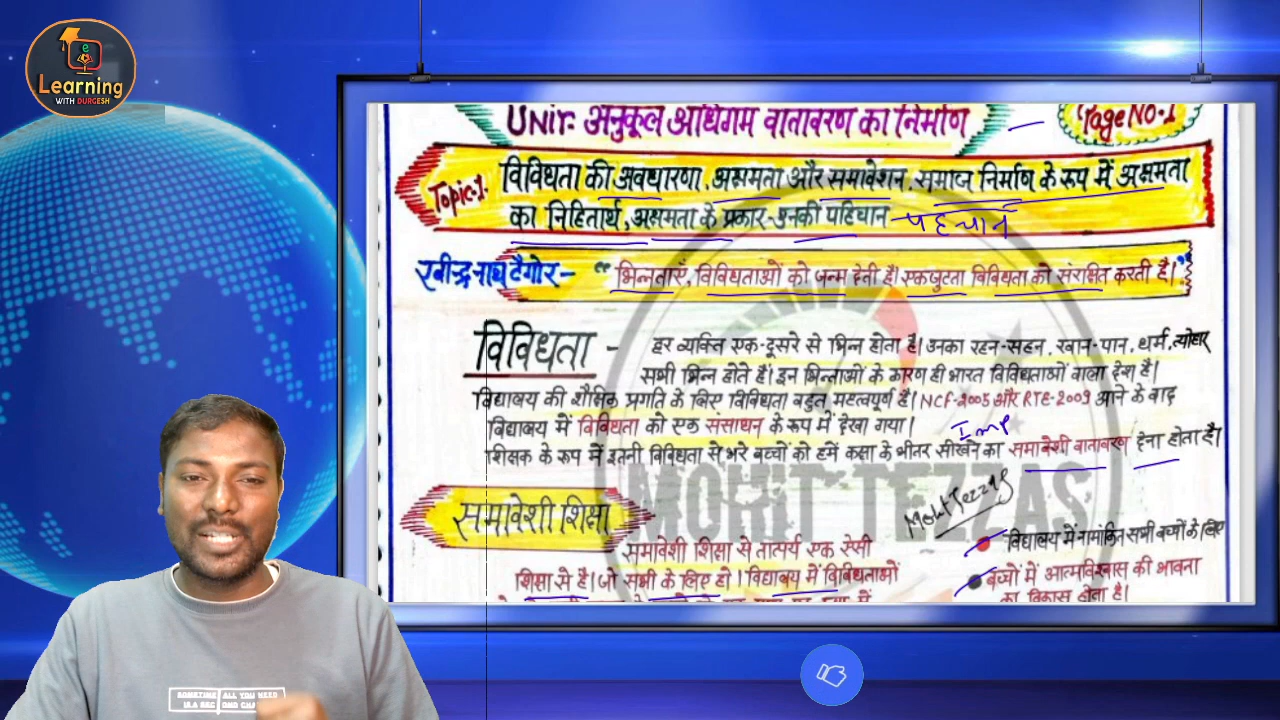 e
Learning
WITH DURGESH
Unit: अनुकूल अधिगम वातावरण का निर्माण
Page NO-1
Topic-1. विविधता की अवधारणा, अक्षमता और समावेशन, समाज निर्माण के रूप में अक्षमता
का निहितार्थ, अक्षमता के प्रकार-उनकी पहिचान पहचान
रवीन्द्रनाथ टैगोर- "भिन्नताएं, विविधताओं को जन्म देती हैं। एकजुटता विविधता को संरक्षित करती है।"
विविधता - हर व्यक्ति एक-दूसरे से भिन्न होता है। उनका रहन-सहन, खान-पान, धर्म, त्योहार
सभी भिन्न होते हैं। इन भिन्नताओं के कारण ही भारत विविधताओं वाला देश है।
विद्यालय की शैक्षिक प्रगति के लिए विविधता बहुत महत्वपूर्ण है। NCF-2005 और RTE-2009 आने के बाद
विद्यालय में विविधता को एक संसाधन के रूप में देखा गया।
Imp
शिक्षक के रूप में इतनी विविधता से भरे बच्चों को हमें कक्षा के भीतर सीखने का समावेशी वातावरण देना होता है।
MOHIT TEZZAS
Mohit Tezzas
समावेशी शिक्षा
समावेशी शिक्षा से तात्पर्य एक ऐसी
शिक्षा से है। जो सभी के लिए हो। विद्यालय में विविधताओं
विद्यालय में नामांकित सभी बच्चों के लिए
बच्चों में आत्मविश्वास की भावना
का विकास होता है।
SOMETIME ALL YOU NEED